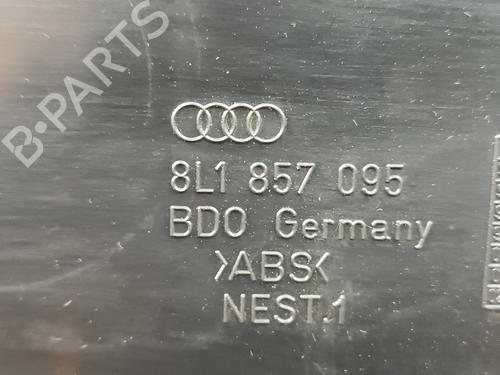 B-PARTS
8L1 857 095
BDO Germany
>ABS<
NEST.1